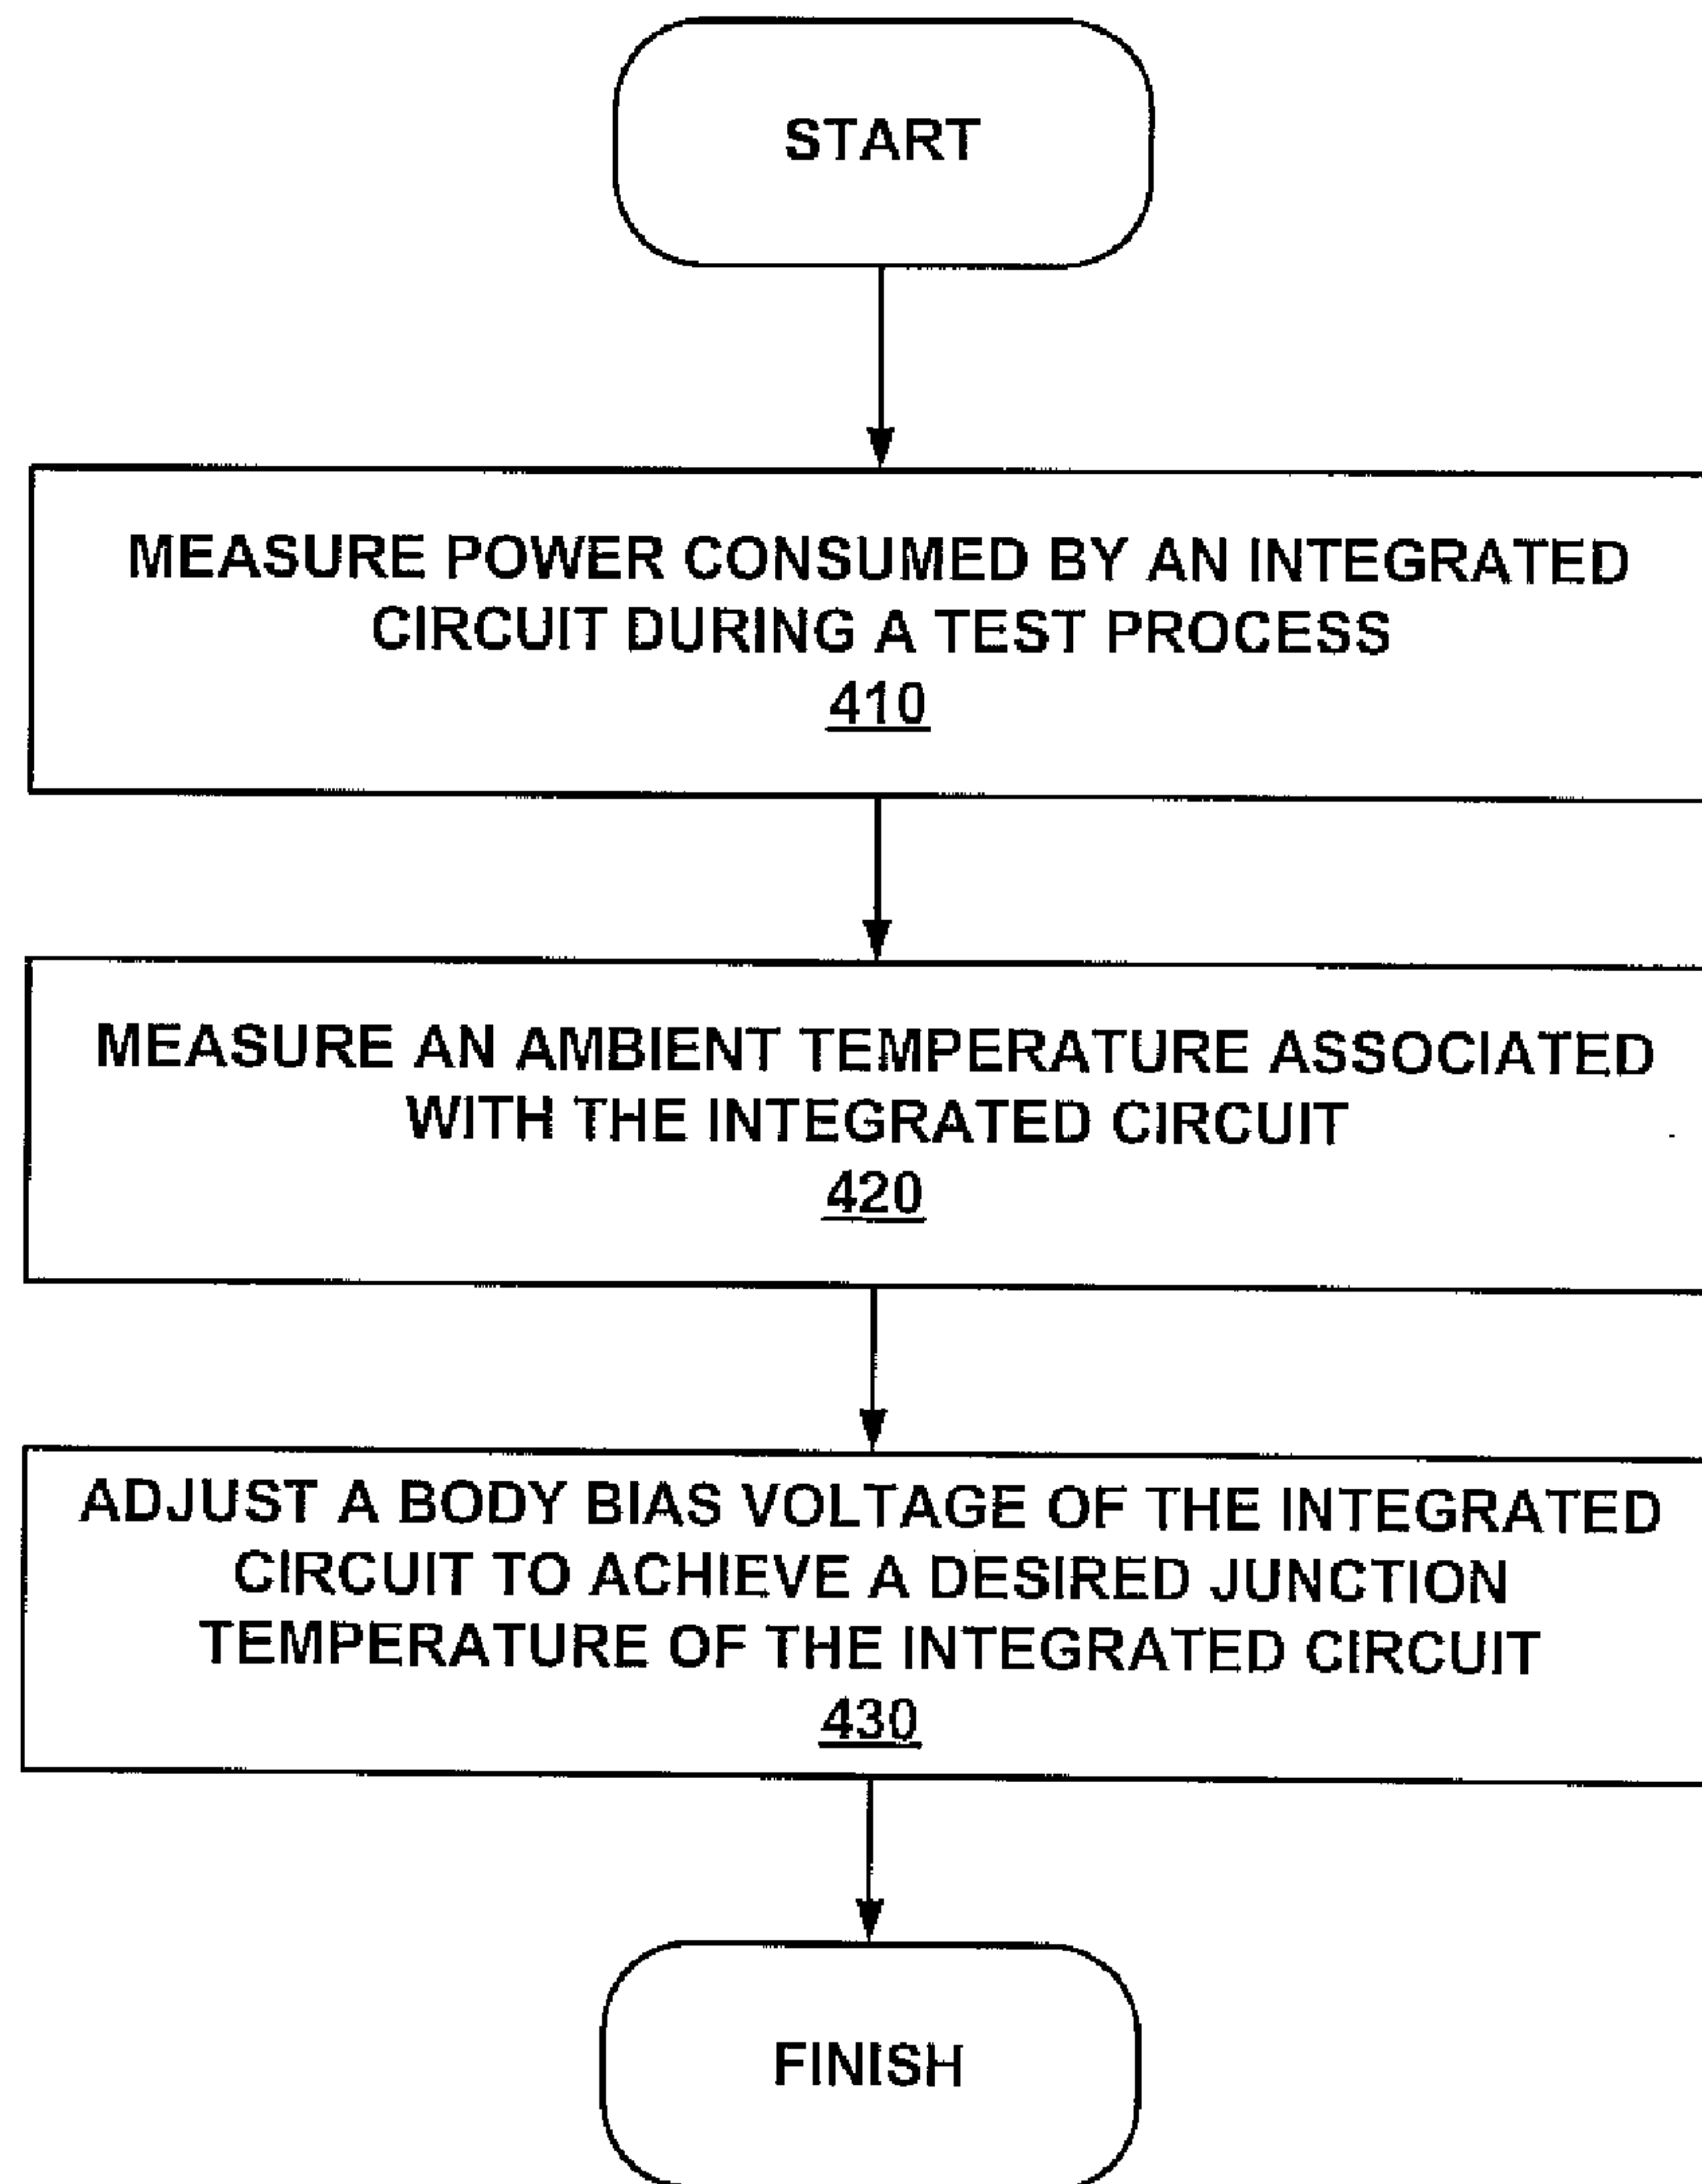 START
MEASURE POWER CONSUMED BY AN INTEGRATED
CIRCUIT DURING A TEST PROCESS
410
MEASURE AN AMBIENT TEMPERATURE ASSOCIATED
WITH THE INTEGRATED CIRCUIT
420
ADJUST A BODY BIAS VOLTAGE OF THE INTEGRATED
CIRCUIT TO ACHIEVE A DESIRED JUNCTION
TEMPERATURE OF THE INTEGRATED CIRCUIT
430
FINISH